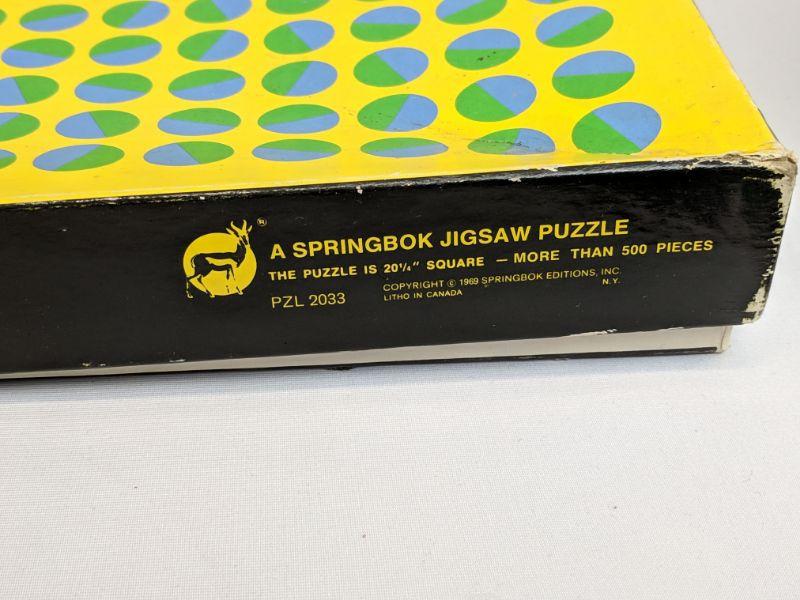 ®
A SPRINGBOK JIGSAW PUZZLE
THE PUZZLE IS 20¼" SQUARE — MORE THAN 500 PIECES
PZL 2033
COPYRIGHT © 1969 SPRINGBOK EDITIONS, INC.
N.Y.
LITHO IN CANADA